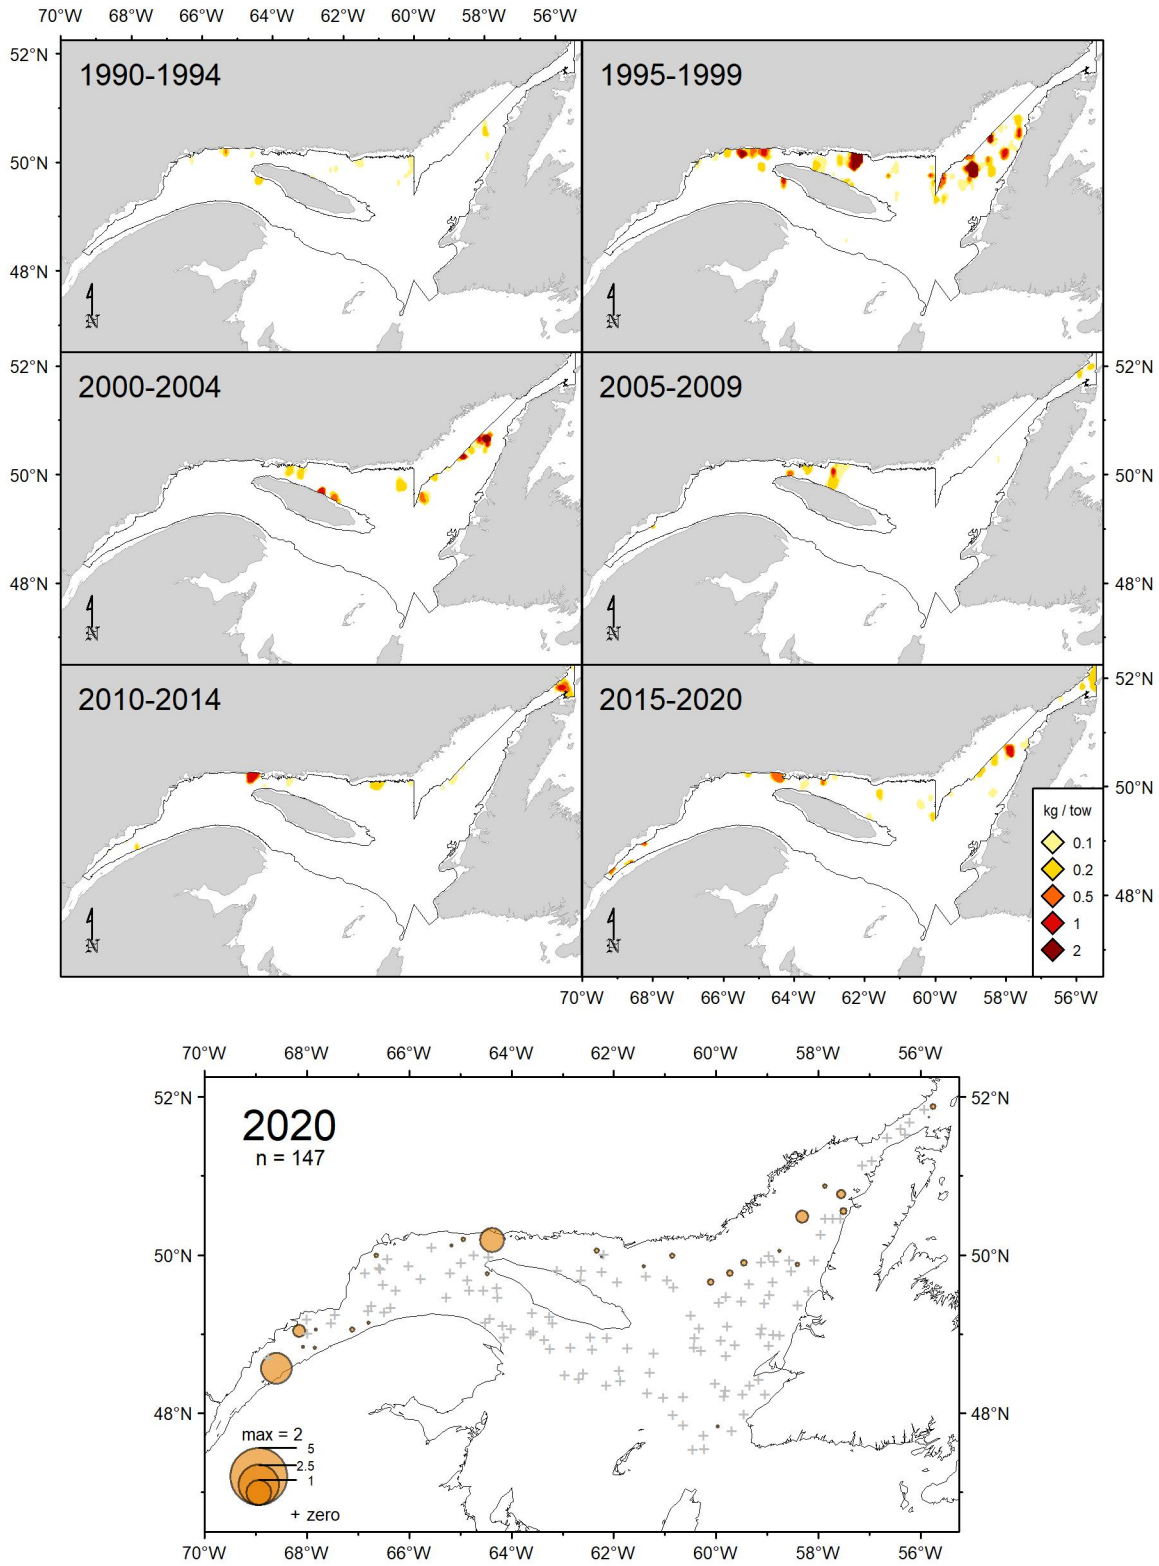 70°W 68°W 66°W 64°W 62°W 60°W 58°W 56°W
52°N
1990-1994 1995-1999
50°N
48°N
N N
52°N 52°N
2000-2004 2005-2009
50°N 50°N
48°N 48°N
N N
52°N
2010-2014 2015-2020
50°N
kg / tow
0.1
0.2
0.5
48°N
1
2
N N
70°W 68°W 66°W 64°W 62°W 60°W 58°W 56°W
70°W 68°W 66°W 64°W 62°W 60°W 58°W 56°W
52°N 52°N
2020
n = 147
50°N 50°N
48°N 48°N
max = 2
5
2.5
1
+ zero
70°W 68°W 66°W 64°W 62°W 60°W 58°W 56°W